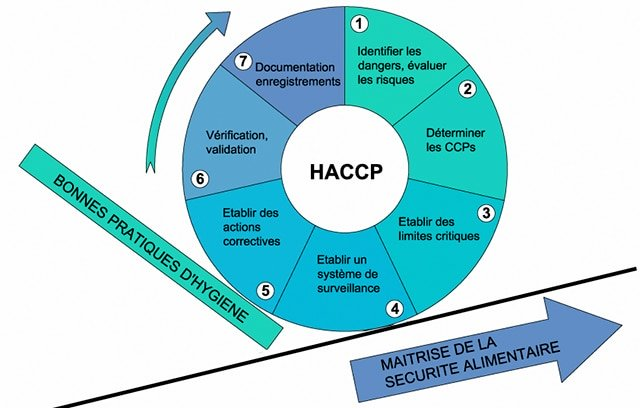 1
Identifier les
dangers, évaluer
les risques
2
Déterminer
les CCPs
3
Etablir des
limites critiques
4
Etablir un
système de
surveillance
5
Etablir des
actions
correctives
6
Vérification,
validation
7
Documentation
enregistrements
HACCP
BONNES PRATIQUES D'HYGIENE
MAITRISE DE LA
SECURITE ALIMENTAIRE